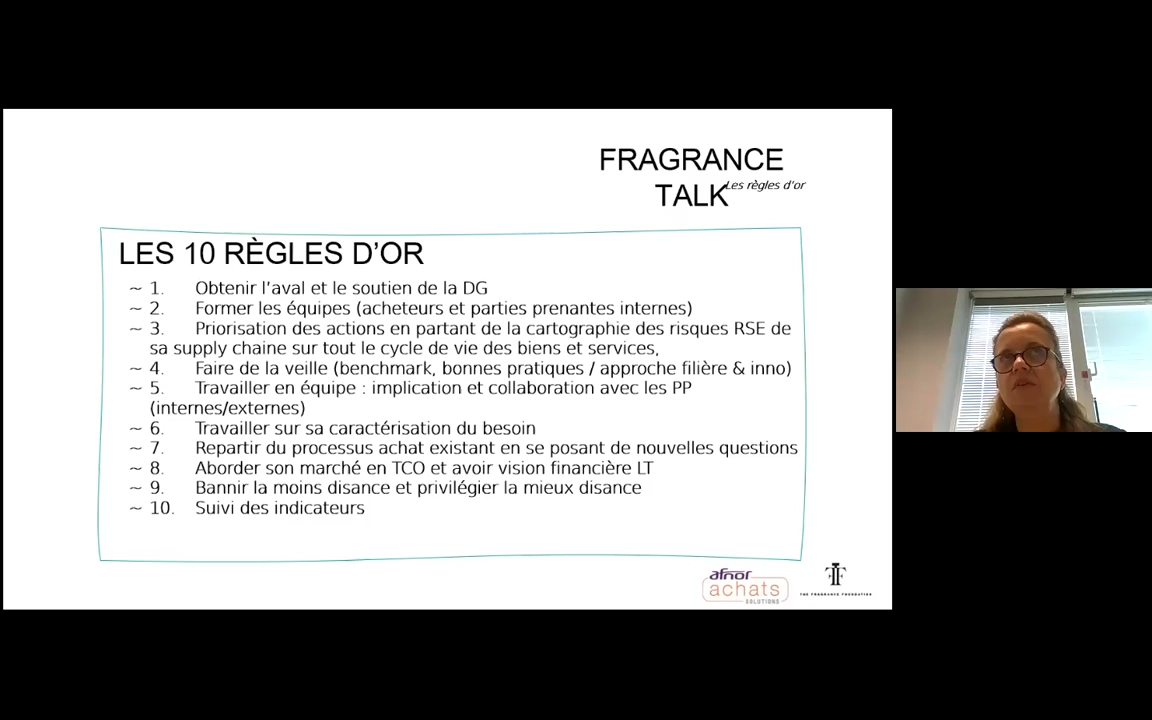 FRAGRANCE
TALK
Les règles d'or
LES 10 RÈGLES D'OR
~ 1. Obtenir l'aval et le soutien de la DG
~ 2. Former les équipes (acheteurs et parties prenantes internes)
~ 3. Priorisation des actions en partant de la cartographie des risques RSE de
sa supply chaine sur tout le cycle de vie des biens et services,
~ 4. Faire de la veille (benchmark, bonnes pratiques / approche filière & inno)
~ 5. Travailler en équipe : implication et collaboration avec les PP
(internes/externes)
~ 6. Travailler sur sa caractérisation du besoin
~ 7. Repartir du processus achat existant en se posant de nouvelles questions
~ 8. Aborder son marché en TCO et avoir vision financière LT
~ 9. Bannir la moins disance et privilégier la mieux disance
~ 10. Suivi des indicateurs
afnor
achats
SOLUTIONS
THE FRAGRANCE FOUNDATION